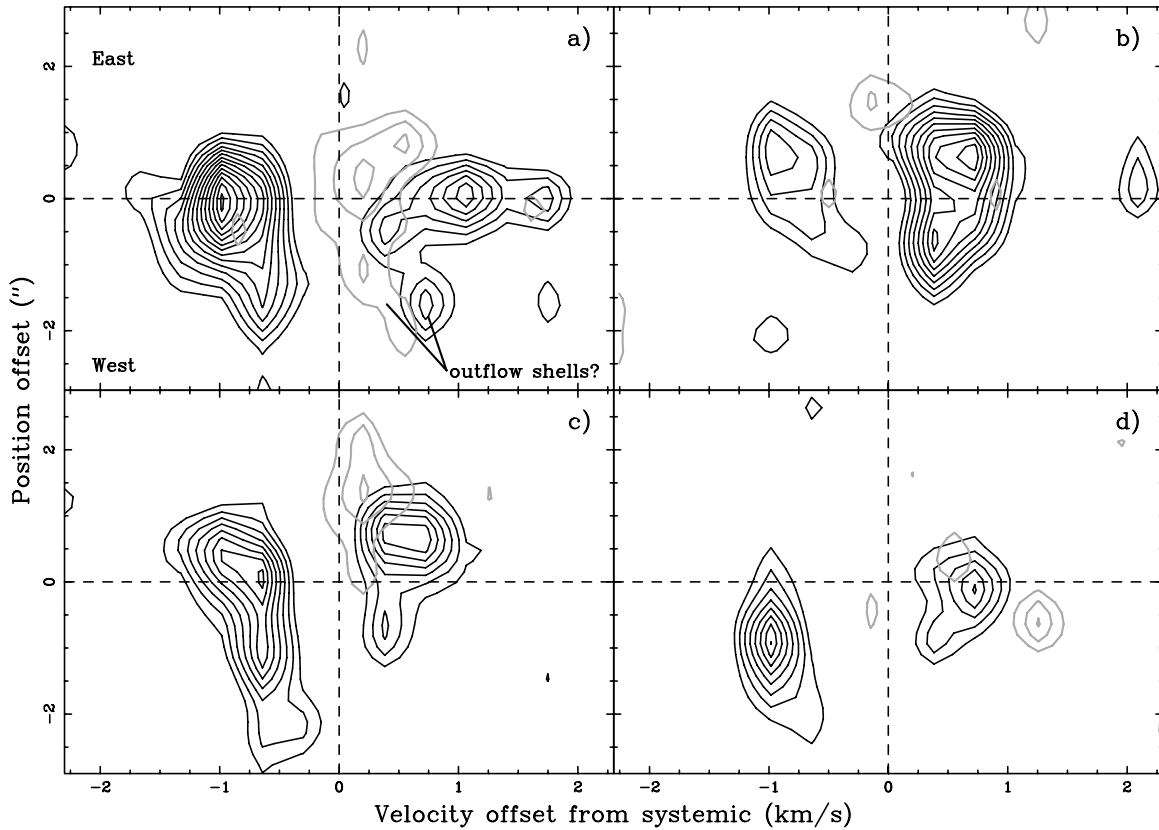 a)
b)
East
West
outflow shells?
c)
d)
2
0
-2
2
0
-2
Position offset (")
-2 -1 0 1 2 -2 -1 0 1 2
Velocity offset from systemic (km/s)